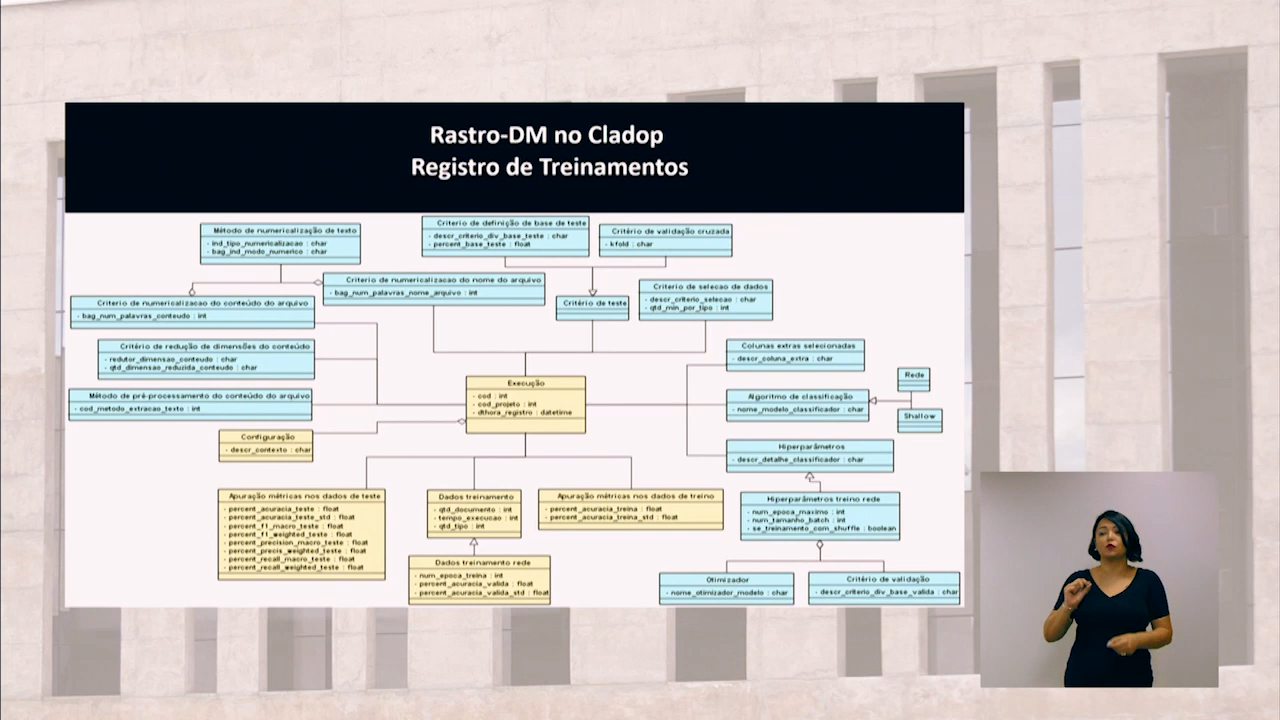 Rastro-DM no Cladop
Registro de Treinamentos
Método de numericalização de texto
- ind_tipo_numericalizacao : char
- bag_ind_modo_numerico : char
Criterio de definição de base de teste
- descr_criterio_div_base_teste : char
- percent_base_teste : float
Critério de validação cruzada
- kfold : char
Criterio de numericalizacao do nome do arquivo
- bag_num_palavras_nome_arquivo : int
Criterio de numericalizacao do conteúdo do arquivo
- bag_num_palavras_conteudo : int
Critério de teste
Criterio de selecao de dados
- descr_criterio_selecao : char
- qtd_min_por_tipo : int
Critério de redução de dimensões do conteúdo
- redutor_dimensao_conteudo : char
- qtd_dimensao_reduzida_conteudo : char
Colunas extras selecionadas
- descr_coluna_extra : char
Método de pré-processamento do conteúdo do arquivo
- cod_metodo_extracao_texto : int
Execução
- cod : int
- cod_projeto : int
- dthora_registro : datetime
Algoritmo de classificação
- nome_modelo_classificador : char
Rede
Shallow
Configuração
- descr_contexto : char
Hiperparâmetros
- descr_detalhe_classificador : char
Apuração métricas nos dados de teste
- percent_acuracia_teste : float
- percent_acuracia_teste_std : float
- percent_f1_macro_teste : float
- percent_f1_weighted_teste : float
- percent_precision_macro_teste : float
- percent_precis_weighted_teste : float
- percent_recall_macro_teste : float
- percent_recall_weighted_teste : float
Dados treinamento
- qtd_documento : int
- tempo_execucao : int
- qtd_tipo : int
Apuração métricas nos dados de treino
- percent_acuracia_treina : float
- percent_acuracia_treina_std : float
Hiperparâmetros treino rede
- num_epoca_maximo : int
- num_tamanho_batch : int
- se_treinamento_com_shuffle : boolean
Dados treinamento rede
- num_epoca_treina : int
- percent_acuracia_valida : float
- percent_acuracia_valida_std : float
Otimizador
- nome_otimizador_modelo : char
Critério de validação
- descr_criterio_div_base_valida : char